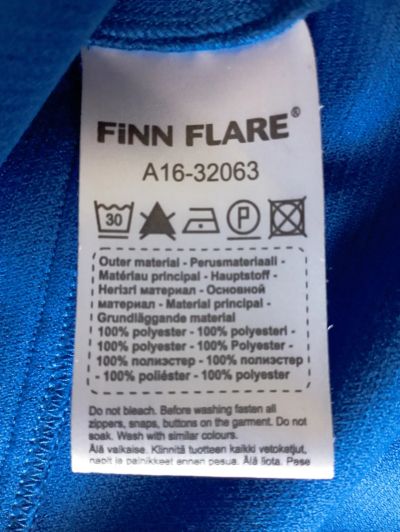 FiNN FLARE®
A16-32063
30 P
Outer material - Perusmateriaali -
Matériau principal - Hauptstoff -
Негізгі материал - Основной
материал - Material principal -
Grundläggande material
100% polyester - 100% polyesteri -
- 100% polyester - 100% Polyester -
- 100% полиэстер - 100% полиэстер
- 100% poliéster - 100% polyester
Do not bleach. Before washing fasten all
zippers, snaps, buttons on the garment. Do not
soak. Wash with similar colours.
Älä valkaise. Kiinnitä tuotteen kaikki vetoketjut,
napit ja painikkeet ennen pesua. Älä liota. Pese